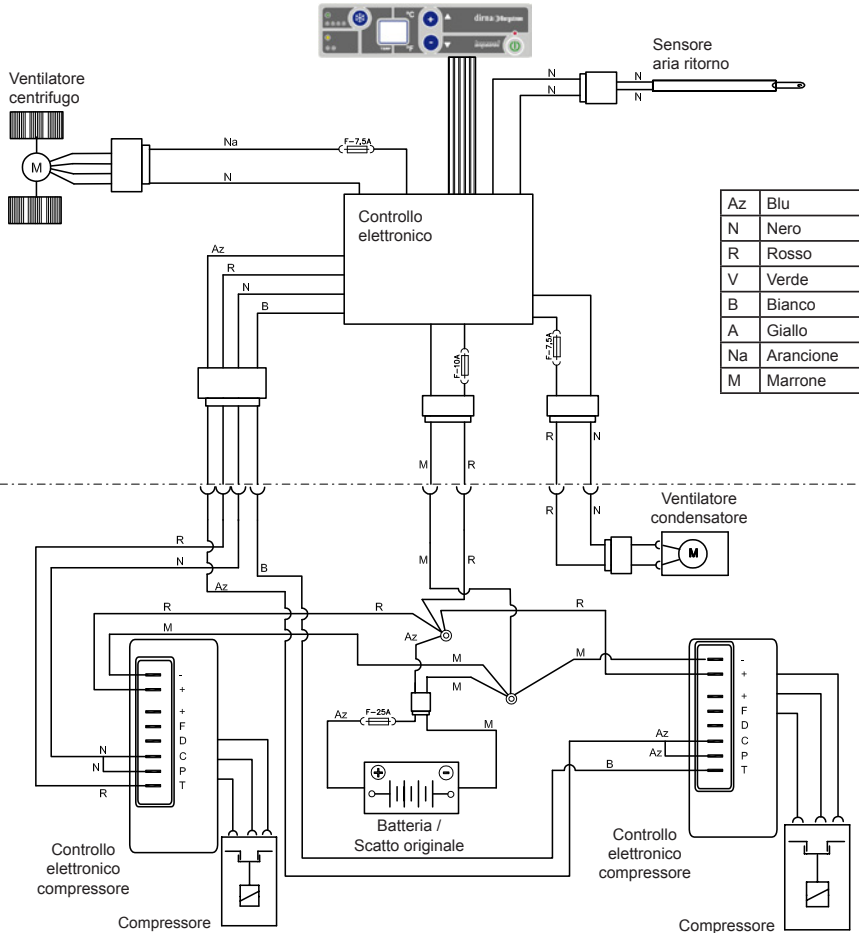 °C
°F
dirna
Sensore
aria ritorno
Ventilatore
centrifugo
M
Na
F-7,5A
N
N
N
N
N
Controllo
elettronico
Az Blu
N Nero
R Rosso
V Verde
B Bianco
A Giallo
Na Arancione
M Marrone
Az
R
N
B
F-10A
F-7,5A
M
R
R
N
Ventilatore
condensatore
M
R
N
R
N
B
Az
M
R
R
R
R
M
Az
M
M
M
-
+
+
F
D
C
P
T
N
N
R
Az
F-25A
M
+
-
Batteria /
Scatto originale
-
+
+
F
D
C
P
T
Az
Az
B
Controllo
elettronico
compressore
Compressore
Controllo
elettronico
compressore
Compressore